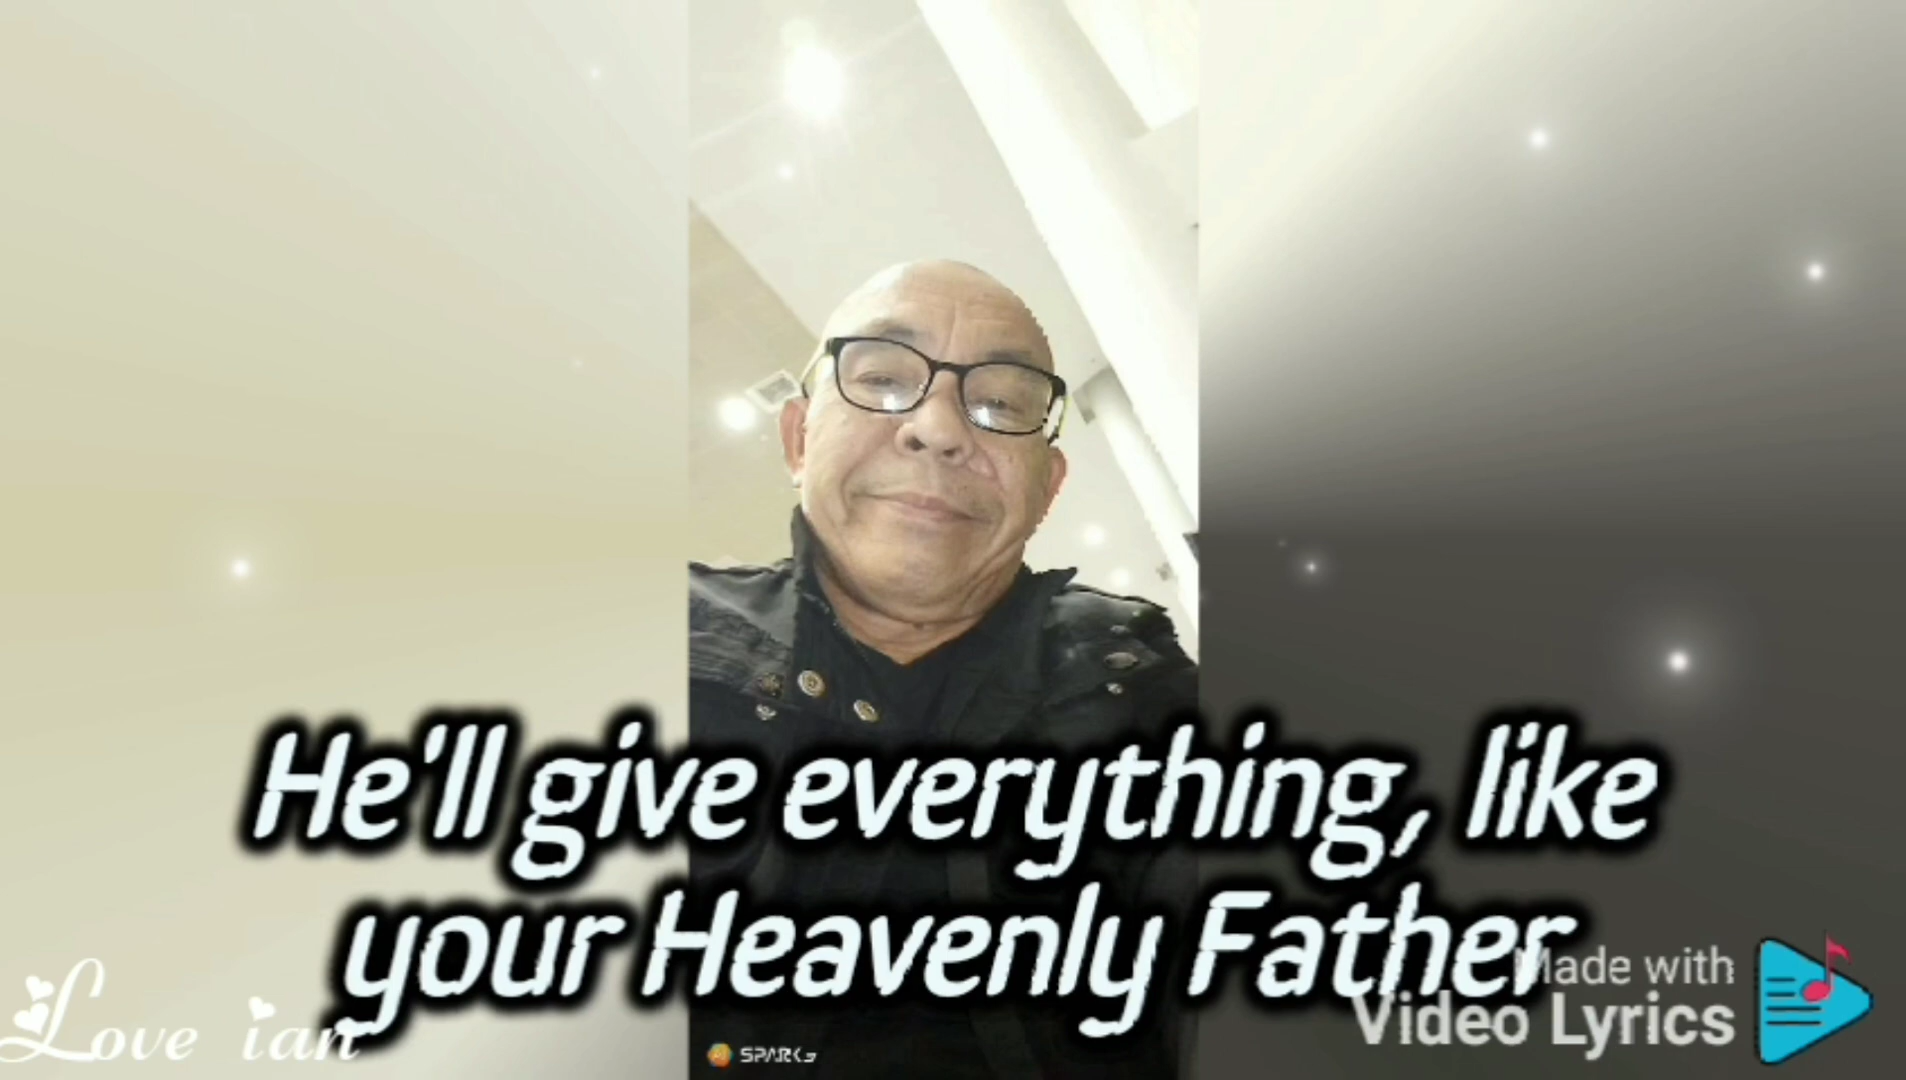 He'll give everything, like
your Heavenly Father
Made with
Video Lyrics
Love ian
SPARK